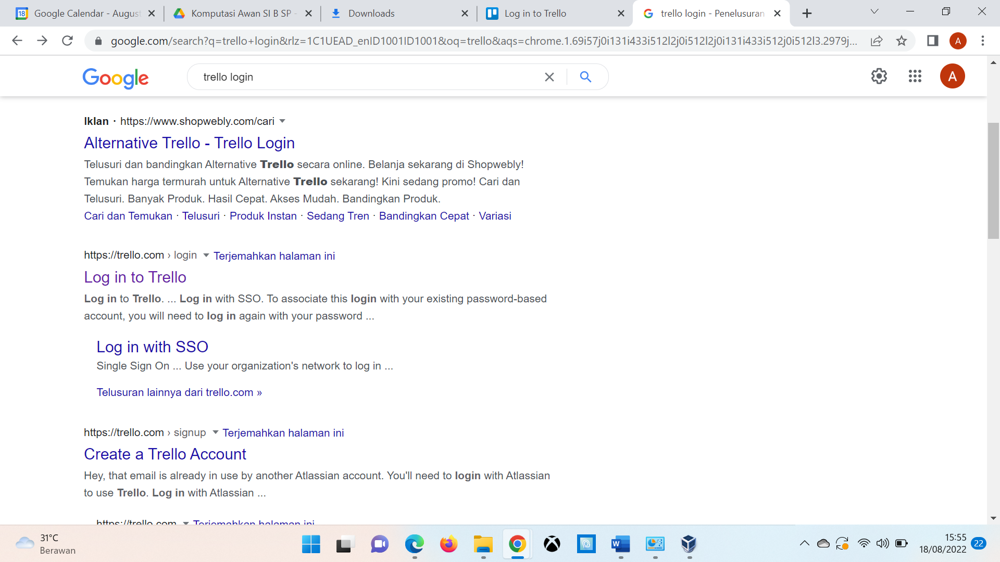 Google Calendar - August
Komputasi Awan SI B SP -
Downloads
Log in to Trello
trello login - Penelusuran
google.com/search?q=trello+login&rlz=1C1UEAD_enID1001ID1001&oq=trello&aqs=chrome.1.69i57j0i131i433i512l2j0i512l2j0i131i433i512j0i512l3.2979j...
A
Google
trello login
A
Iklan · https://www.shopwebly.com/cari
Alternative Trello - Trello Login
Telusuri dan bandingkan Alternative Trello secara online. Belanja sekarang di Shopwebly!
Temukan harga termurah untuk Alternative Trello sekarang! Kini sedang promo! Cari dan
Telusuri. Banyak Produk. Hasil Cepat. Akses Mudah. Bandingkan Produk.
Cari dan Temukan · Telusuri · Produk Instan · Sedang Tren · Bandingkan Cepat · Variasi
https://trello.com › login Terjemahkan halaman ini
Log in to Trello
Log in to Trello. ... Log in with SSO. To associate this login with your existing password-based
account, you will need to log in again with your password ...
Log in with SSO
Single Sign On ... Use your organization's network to log in ...
Telusuran lainnya dari trello.com »
https://trello.com › signup Terjemahkan halaman ini
Create a Trello Account
Hey, that email is already in use by another Atlassian account. You'll need to login with Atlassian
to use Trello. Log in with Atlassian ...
https://trello.com Terjemahkan halaman ini
31°C
Berawan
15:55
18/08/2022
22